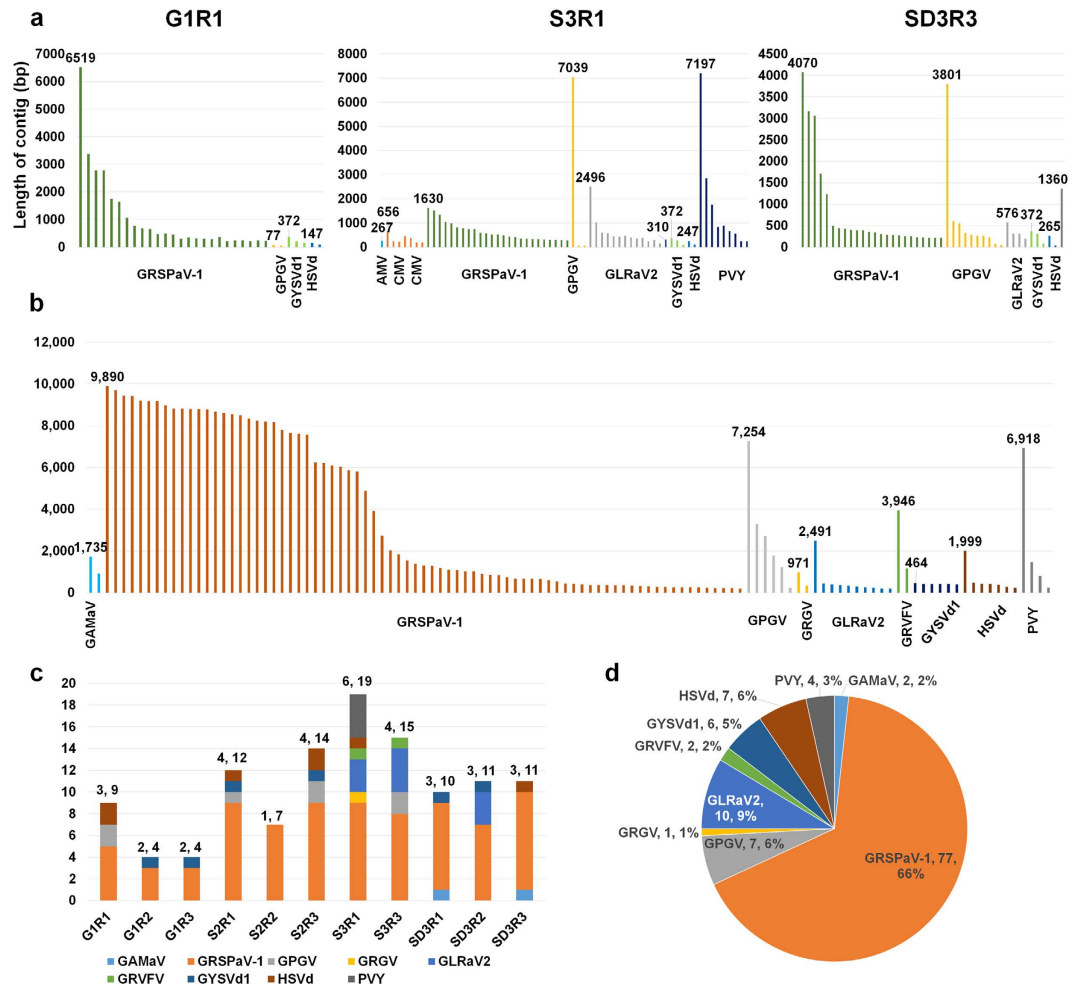 a
G1R1
S3R1
SD3R3
Length of contig (bp)
7000
6000
5000
4000
3000
2000
1000
0
6519
77
372
147
GRSPaV-1
GPGV
GYSVd1
HSVd
8000
7000
6000
5000
4000
3000
2000
1000
0
267
656
1630
7039
2496
310
372
247
7197
AMV
CMV
CMV
GRSPaV-1
GPGV
GLRaV2
GYSVd1
HSVd
PVY
4500
4000
3500
3000
2500
2000
1500
1000
500
0
4070
3801
576
372
265
1360
GRSPaV-1
GPGV
GLRaV2
GYSVd1
HSVd
b
12,000
10,000
8,000
6,000
4,000
2,000
0
1,735
9,890
7,254
971
2,491
3,946
464
1,999
6,918
GAMaV
GRSPaV-1
GPGV
GRGV
GLRaV2
GRVFV
GYSVd1
HSVd
PVY
c
20
18
16
14
12
10
8
6
4
2
0
3, 9
2, 4
2, 4
4, 12
1, 7
4, 14
6, 19
4, 15
3, 10
3, 11
3, 11
G1R1
G1R2
G1R3
S2R1
S2R2
S2R3
S3R1
S3R3
SD3R1
SD3R2
SD3R3
GAMaV
GRSPaV-1
GPGV
GRGV
GLRaV2
GRVFV
GYSVd1
HSVd
PVY
d
PVY, 4, 3%
GAMaV, 2, 2%
HSVd, 7, 6%
GYSVd1, 6, 5%
GRVFV, 2, 2%
GLRaV2,
10, 9%
GRGV, 1, 1%
GPGV, 7, 6%
GRSPaV-1, 77,
66%